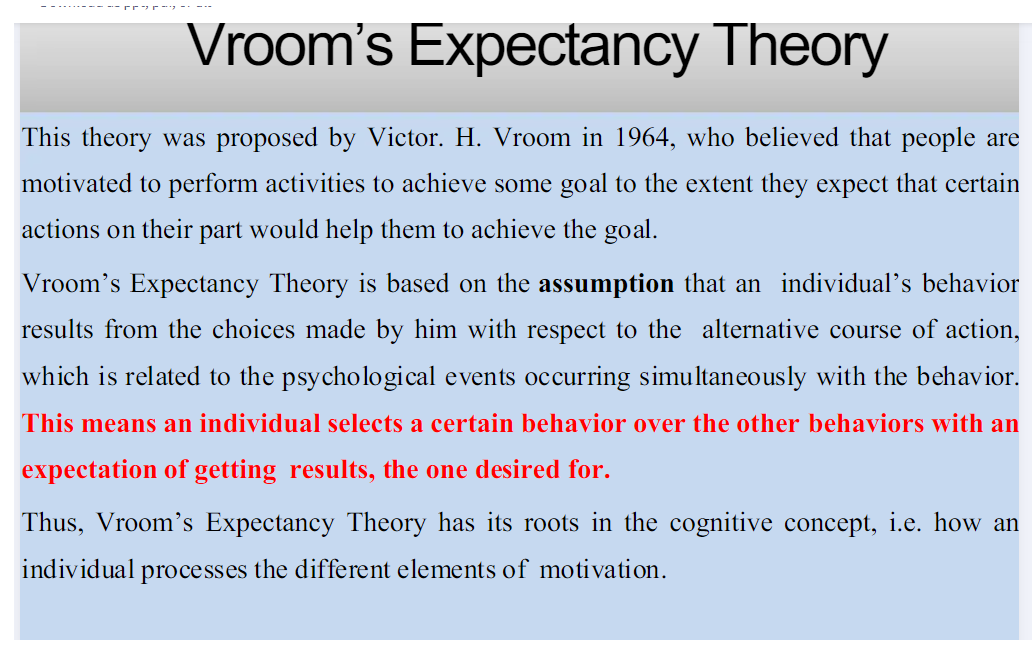 Vroom's Expectancy Theory
This theory was proposed by Victor. H. Vroom in 1964, who believed that people are
motivated to perform activities to achieve some goal to the extent they expect that certain
actions on their part would help them to achieve the goal.
Vroom's Expectancy Theory is based on the assumption that an individual's behavior
results from the choices made by him with respect to the alternative course of action,
which is related to the psychological events occurring simultaneously with the behavior.
This means an individual selects a certain behavior over the other behaviors with an
expectation of getting results, the one desired for.
Thus, Vroom's Expectancy Theory has its roots in the cognitive concept, i.e. how an
individual processes the different elements of motivation.